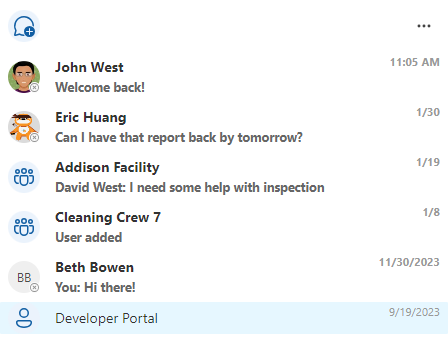 John West
11:05 AM
Welcome back!
Eric Huang
1/30
Can I have that report back by tomorrow?
Addison Facility
1/19
David West: I need some help with inspection
Cleaning Crew 7
1/8
User added
BB
Beth Bowen
11/30/2023
You: Hi there!
Developer Portal
9/19/2023